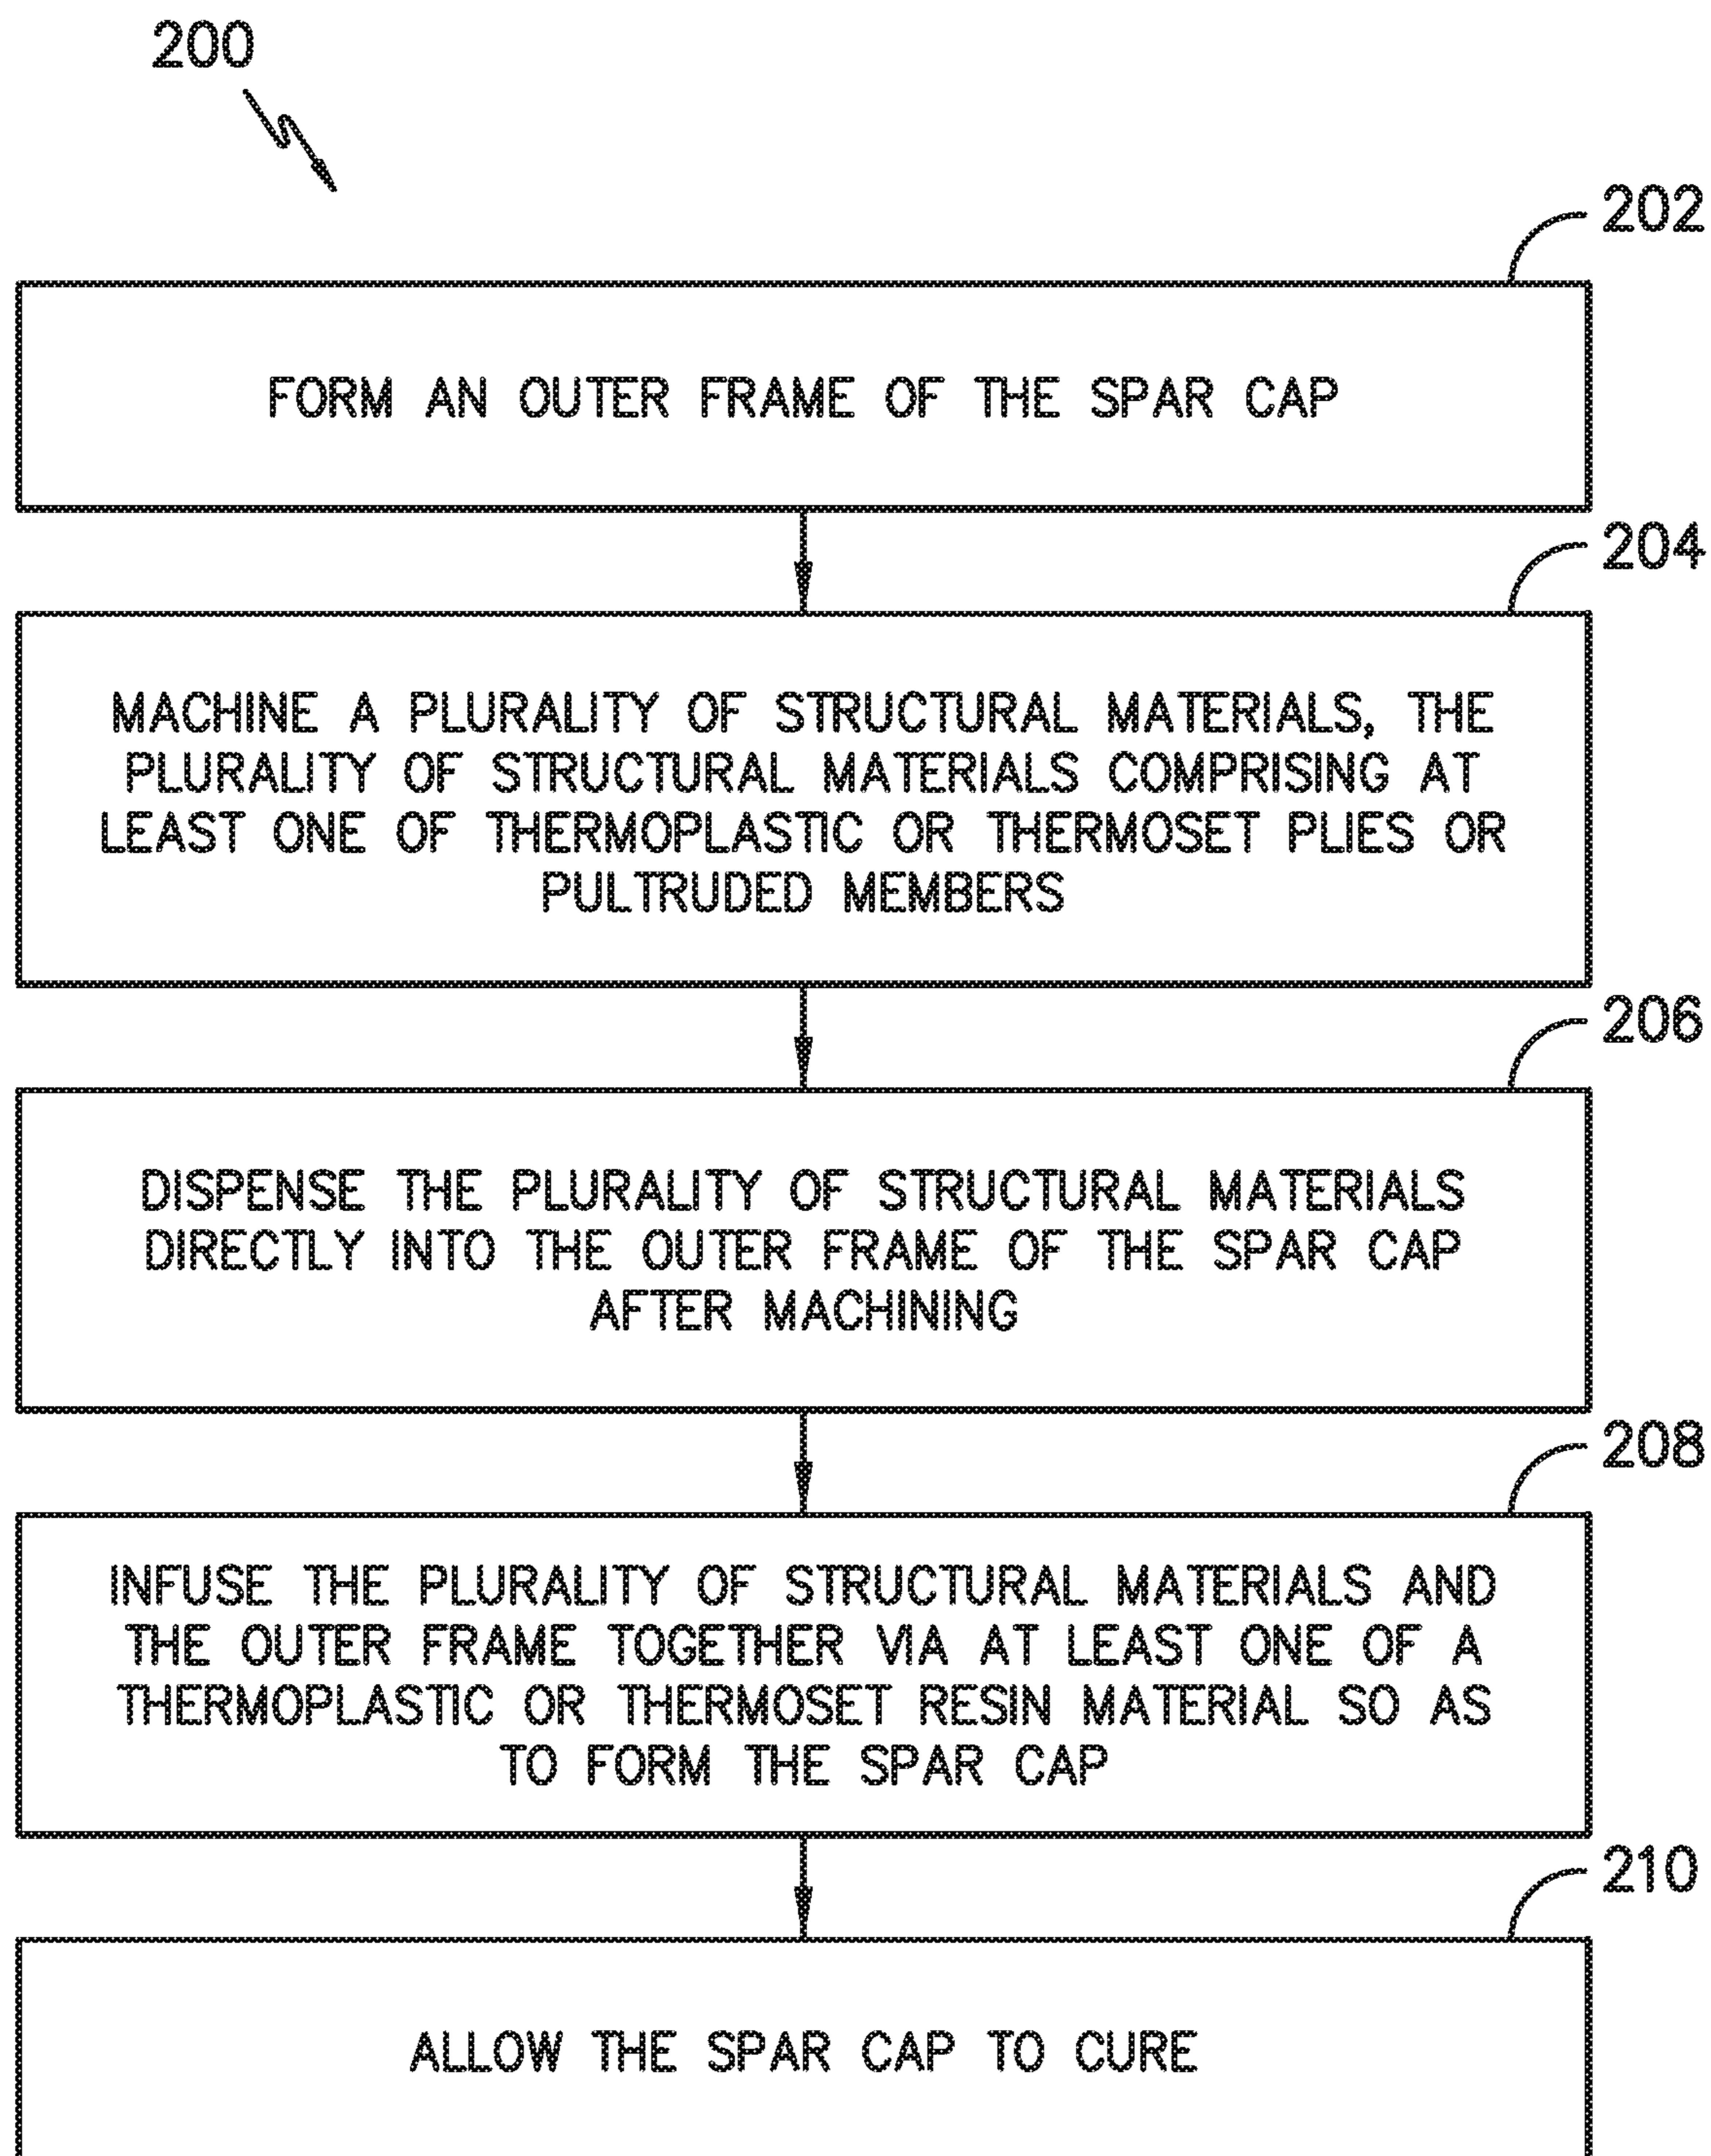 200
202
FORM AN OUTER FRAME OF THE SPAR CAP
204
MACHINE A PLURALITY OF STRUCTURAL MATERIALS, THE
PLURALITY OF STRUCTURAL MATERIALS COMPRISING AT
LEAST ONE OF THERMOPLASTIC OR THERMOSET PLIES OR
PULTRUDED MEMBERS
206
DISPENSE THE PLURALITY OF STRUCTURAL MATERIALS
DIRECTLY INTO THE OUTER FRAME OF THE SPAR CAP
AFTER MACHINING
208
INFUSE THE PLURALITY OF STRUCTURAL MATERIALS AND
THE OUTER FRAME TOGETHER VIA AT LEAST ONE OF A
THERMOPLASTIC OR THERMOSET RESIN MATERIAL SO AS
TO FORM THE SPAR CAP
210
ALLOW THE SPAR CAP TO CURE